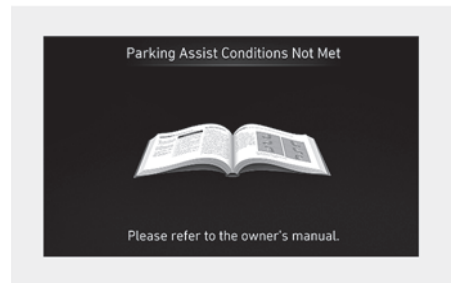 Parking Assist Conditions Not Met
Please refer to the owner's manual.